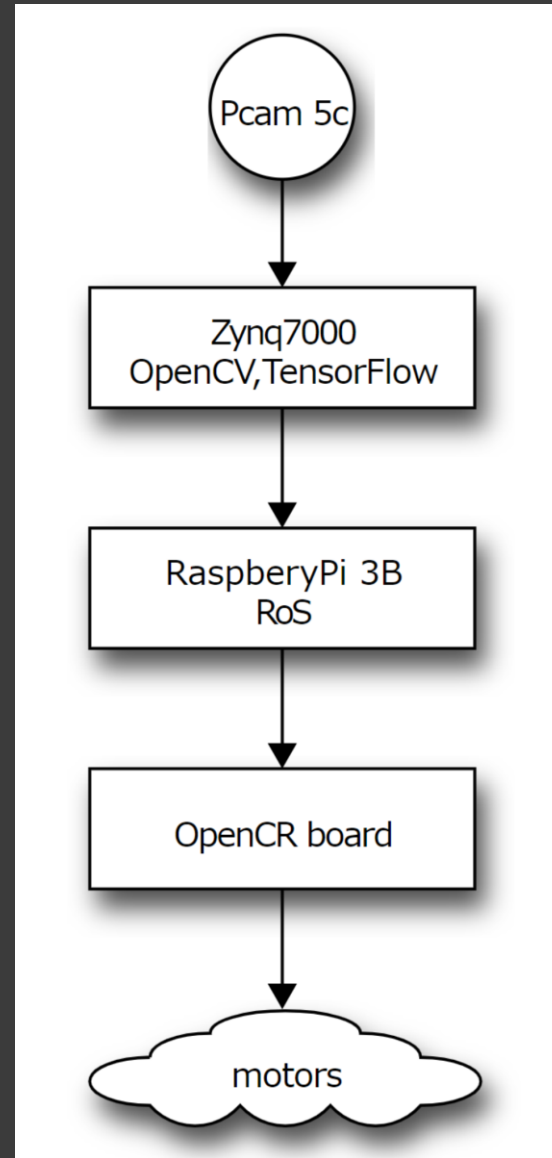 Pcam 5c
Zynq7000
OpenCV,TensorFlow
RaspberyPi 3B
RoS
OpenCR board
motors